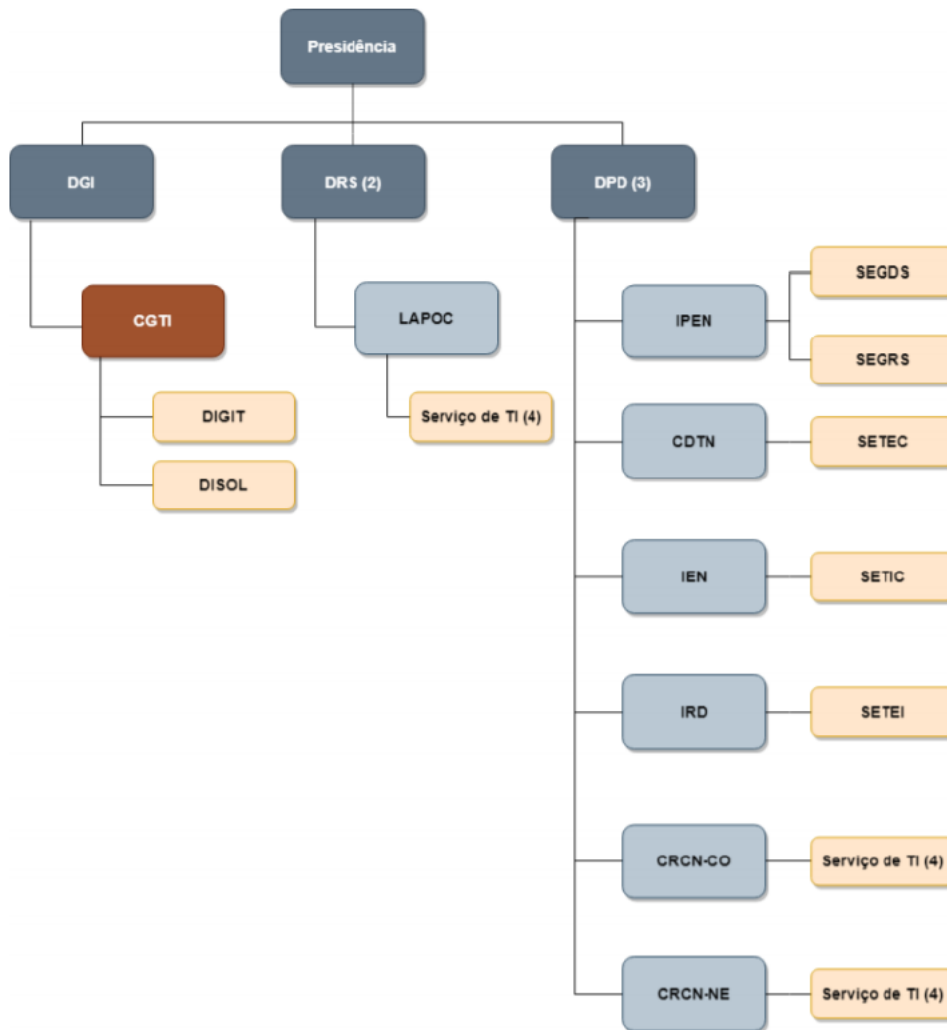 Presidência
DGI
DRS (2)
DPD (3)
SEGDS
CGTI
LAPOC
IPEN
SEGRS
DIGIT
Serviço de TI (4)
CDTN
SETEC
DISOL
IEN
SETIC
IRD
SETEI
CRCN-CO
Serviço de TI (4)
CRCN-NE
Serviço de TI (4)